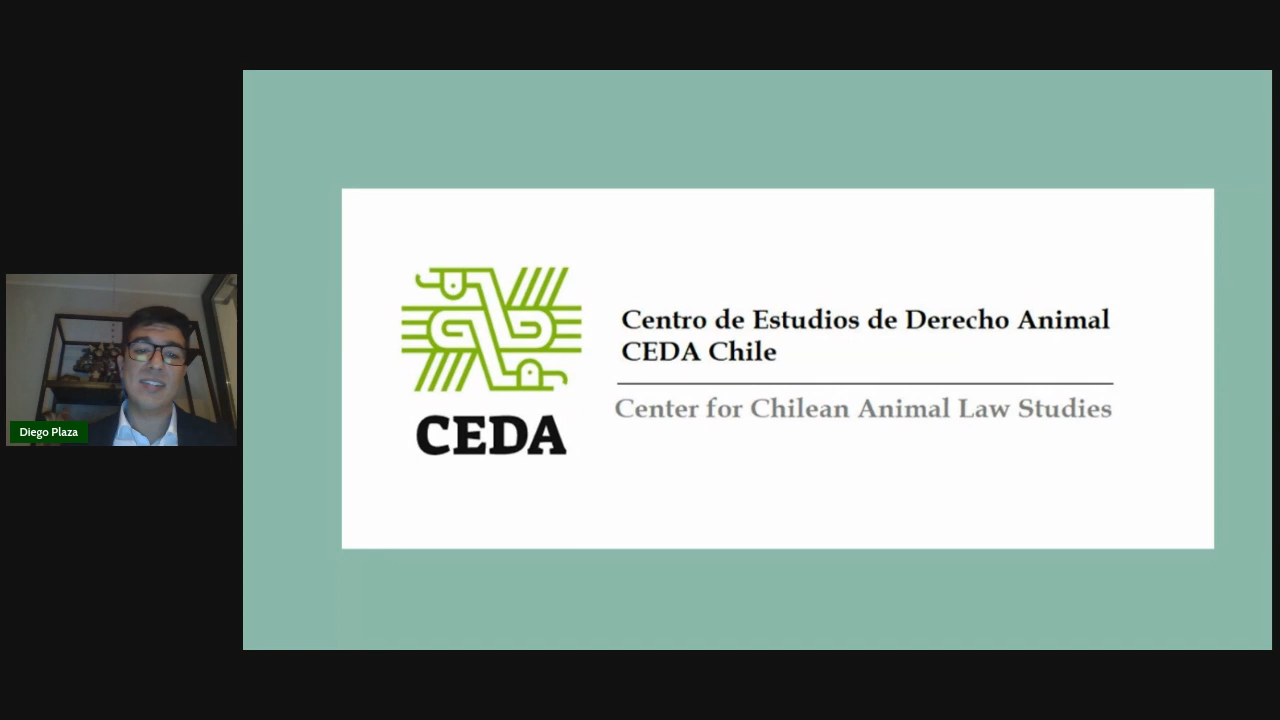 Diego Plaza
CEDA
Centro de Estudios de Derecho Animal
CEDA Chile
Center for Chilean Animal Law Studies